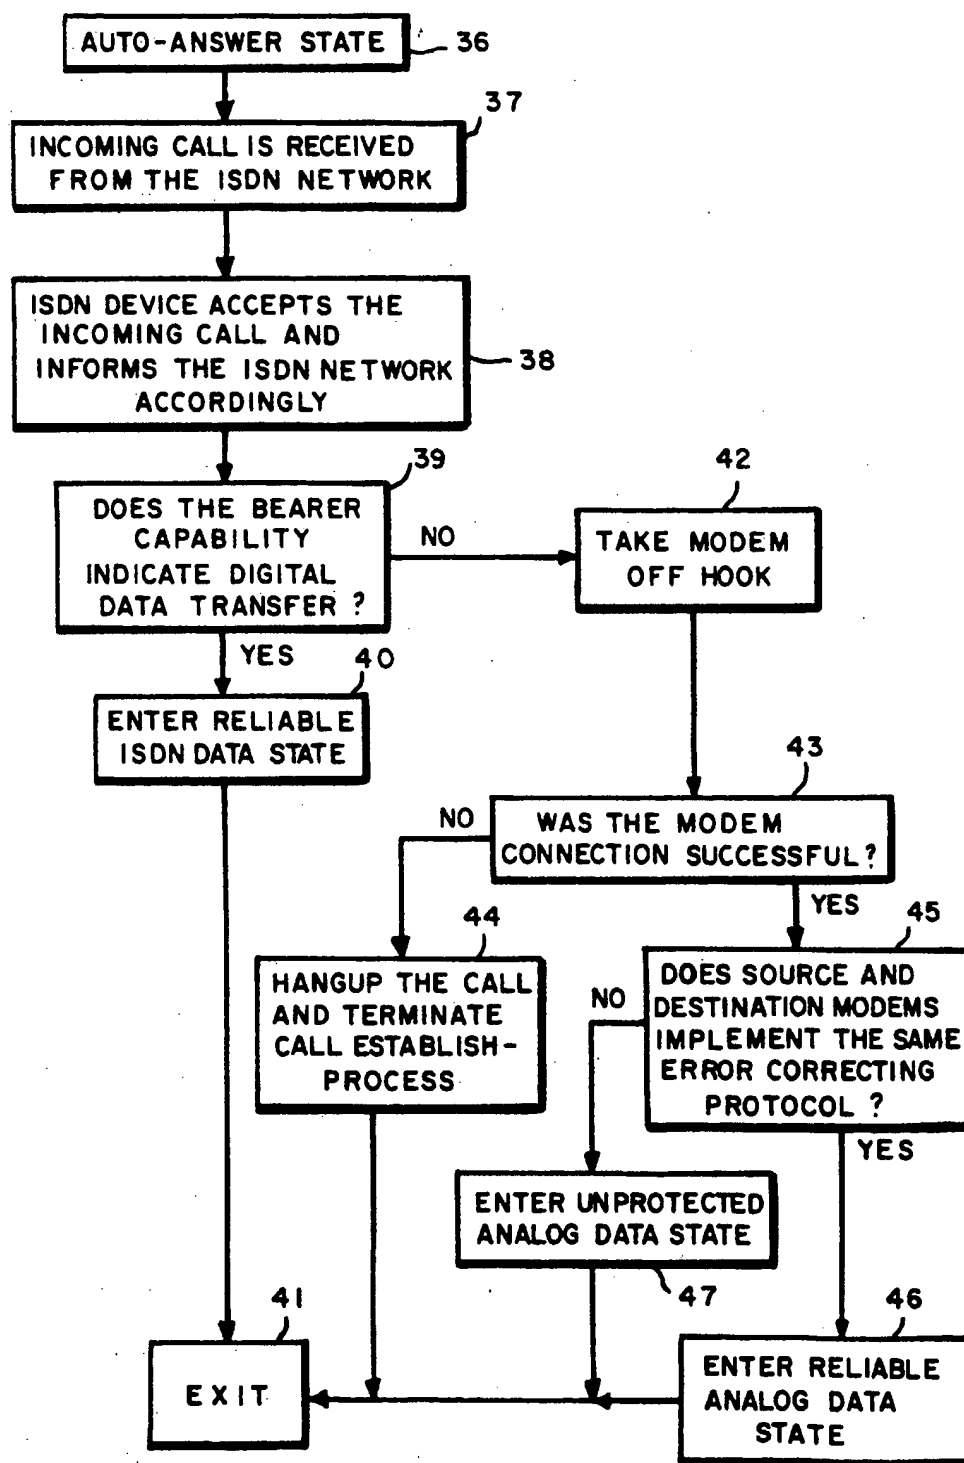 AUTO-ANSWER STATE
36
37
INCOMING CALL IS RECEIVED
FROM THE ISDN NETWORK
ISDN DEVICE ACCEPTS THE
INCOMING CALL AND
INFORMS THE ISDN NETWORK
ACCORDINGLY
38
39
DOES THE BEARER
CAPABILITY
INDICATE DIGITAL
DATA TRANSFER ?
NO
42
TAKE MODEM
OFF HOOK
YES
40
ENTER RELIABLE
ISDN DATA STATE
43
WAS THE MODEM
CONNECTION SUCCESSFUL ?
NO
YES
44
HANGUP THE CALL
AND TERMINATE
CALL ESTABLISH-
PROCESS
45
DOES SOURCE AND
DESTINATION MODEMS
IMPLEMENT THE SAME
ERROR CORRECTING
PROTOCOL ?
NO
YES
ENTER UNPROTECTED
ANALOG DATA STATE
47
46
ENTER RELIABLE
ANALOG DATA
STATE
41
EXIT